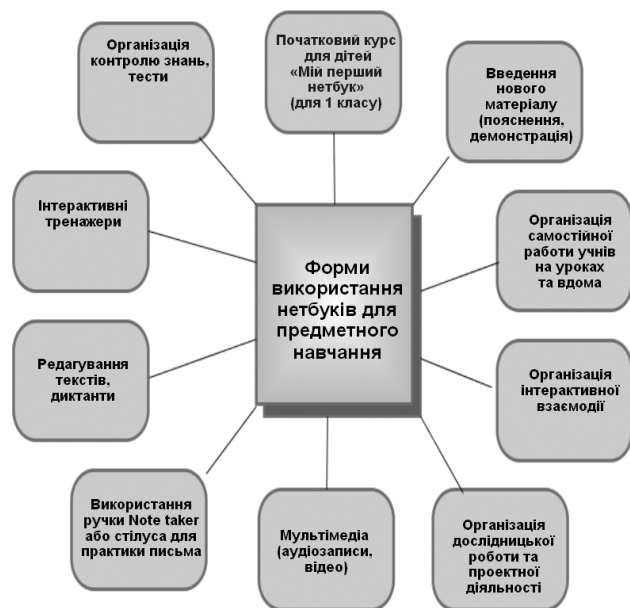 Форми
використання
нетбуків для
предметного
навчання
Початковий курс
для дітей
«Мій перший
нетбук»
(для 1 класу)
Введення
нового
матеріалу
(пояснення,
демонстрація)
Організація
самостійної
роботи учнів
на уроках
та вдома
Організація
інтерактивної
взаємодії
Організація
дослідницької
роботи та
проектної
діяльності
Мультімедіа
(аудіозаписи,
відео)
Використання
ручки Note taker
або стілуса для
практики письма
Редагування
текстів,
диктанти
Інтерактивні
тренажери
Організація
контролю знань,
тести